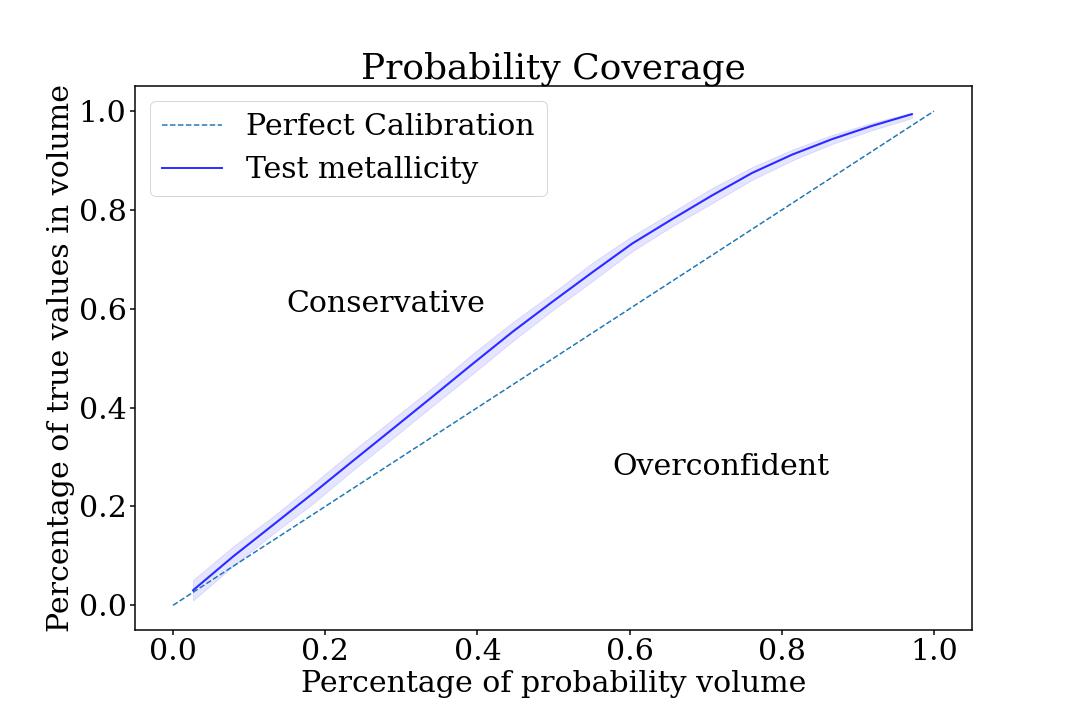 Probability Coverage
Perfect Calibration
Test metallicity
Percentage of true values in volume
1.0
0.8
0.6
0.4
0.2
0.0
Conservative
Overconfident
0.0 0.2 0.4 0.6 0.8 1.0
Percentage of probability volume